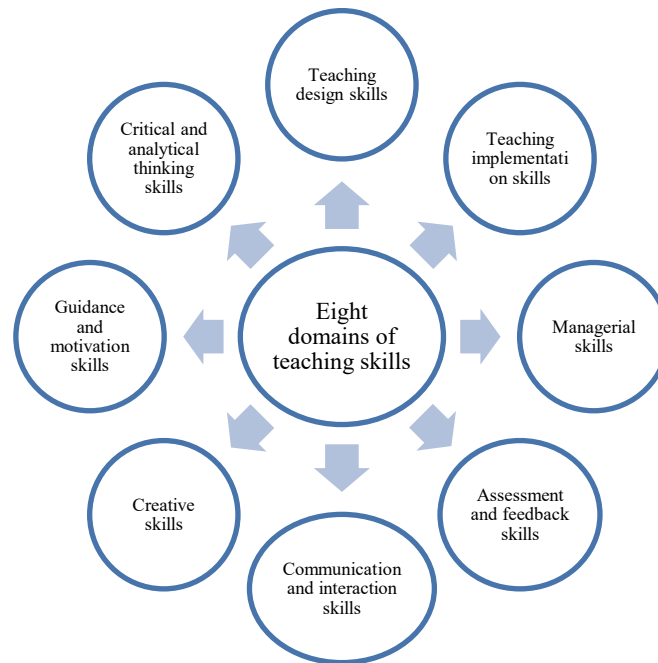 Teaching
design skills
Teaching
implementati
on skills
Managerial
skills
Assessment
and feedback
skills
Communication
and interaction
skills
Creative
skills
Guidance
and
motivation
skills
Critical and
analytical
thinking
skills
Eight
domains of
teaching skills